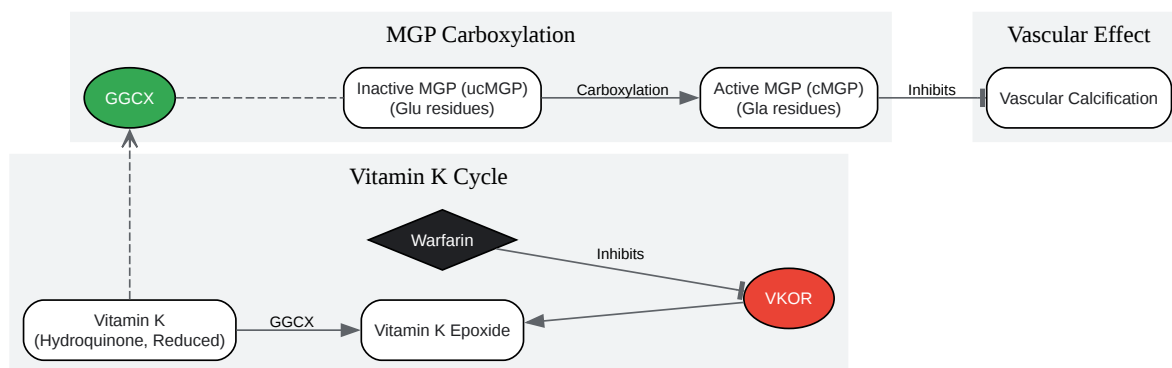 MGP Carboxylation
Vascular Effect
GGCX
Inactive MGP (ucMGP)
(Glu residues)
Carboxylation
Active MGP (cMGP)
(Gla residues)
Inhibits
Vascular Calcification
Vitamin K Cycle
Warfarin
Inhibits
VKOR
Vitamin K
(Hydroquinone, Reduced)
GGCX
Vitamin K Epoxide